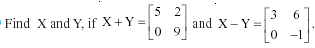 Find X and Y, if X + Y = [5 2; 0 9] and X − Y = [3 6; 0 −1].